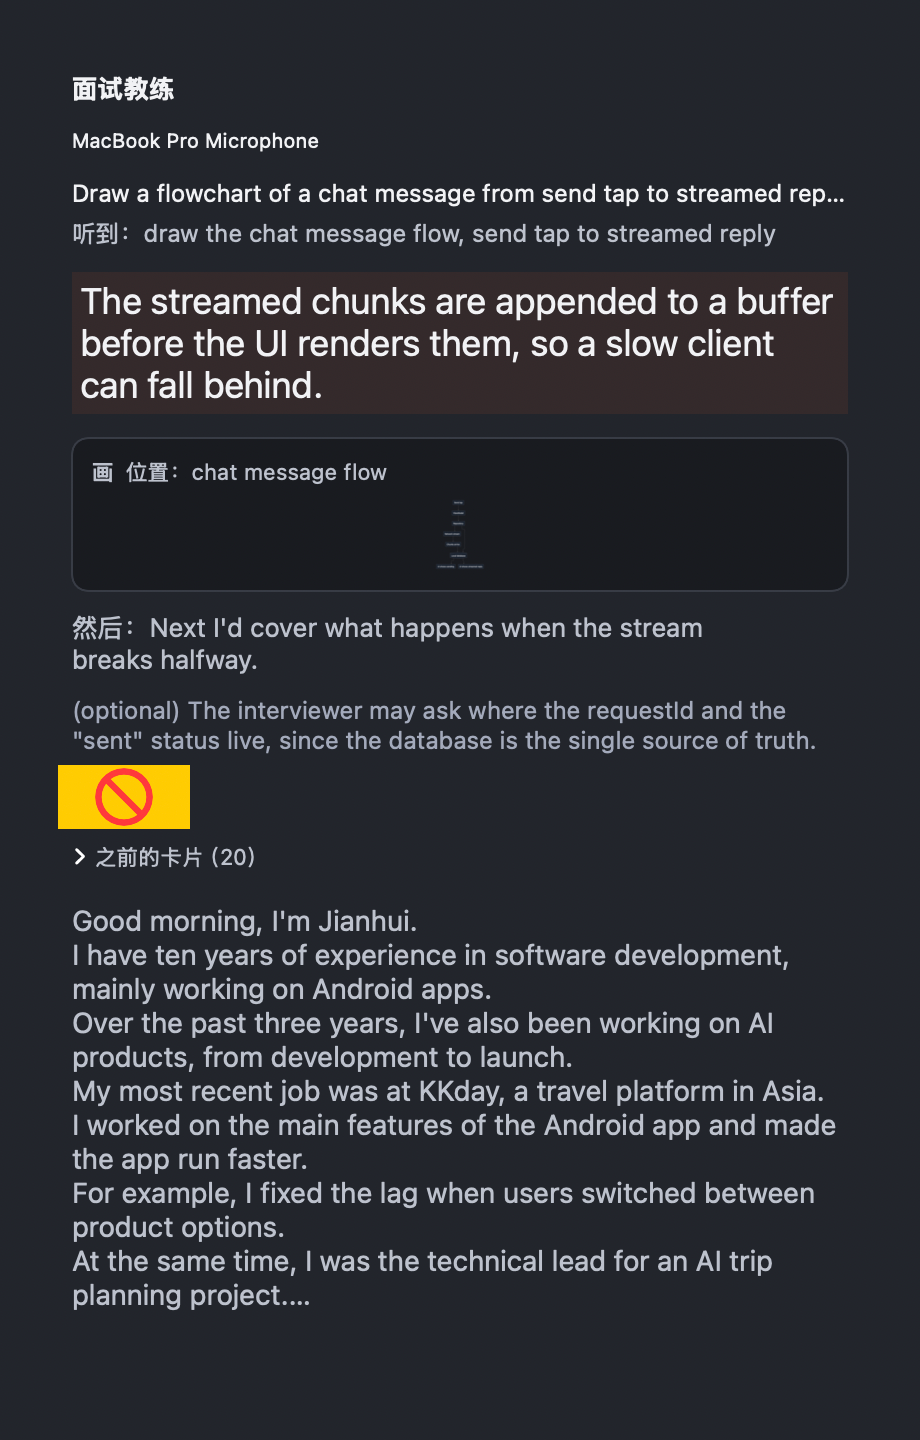 面试教练
MacBook Pro Microphone
Draw a flowchart of a chat message from send tap to streamed rep...
听到：draw the chat message flow, send tap to streamed reply
The streamed chunks are appended to a buffer
before the UI renders them, so a slow client
can fall behind.
画 位置：chat message flow
然后：Next I'd cover what happens when the stream
breaks halfway.
(optional) The interviewer may ask where the requestId and the
"sent" status live, since the database is the single source of truth.
之前的卡片 (20)
Good morning, I'm Jianhui.
I have ten years of experience in software development,
mainly working on Android apps.
Over the past three years, I've also been working on AI
products, from development to launch.
My most recent job was at KKday, a travel platform in Asia.
I worked on the main features of the Android app and made
the app run faster.
For example, I fixed the lag when users switched between
product options.
At the same time, I was the technical lead for an AI trip
planning project....